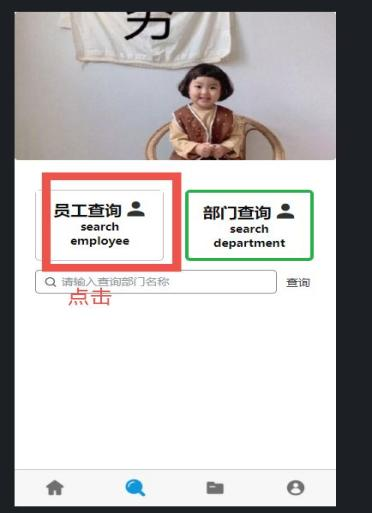 穷
员工查询
search
employee
部门查询
search
department
请输入查询部门名称
查询
点击